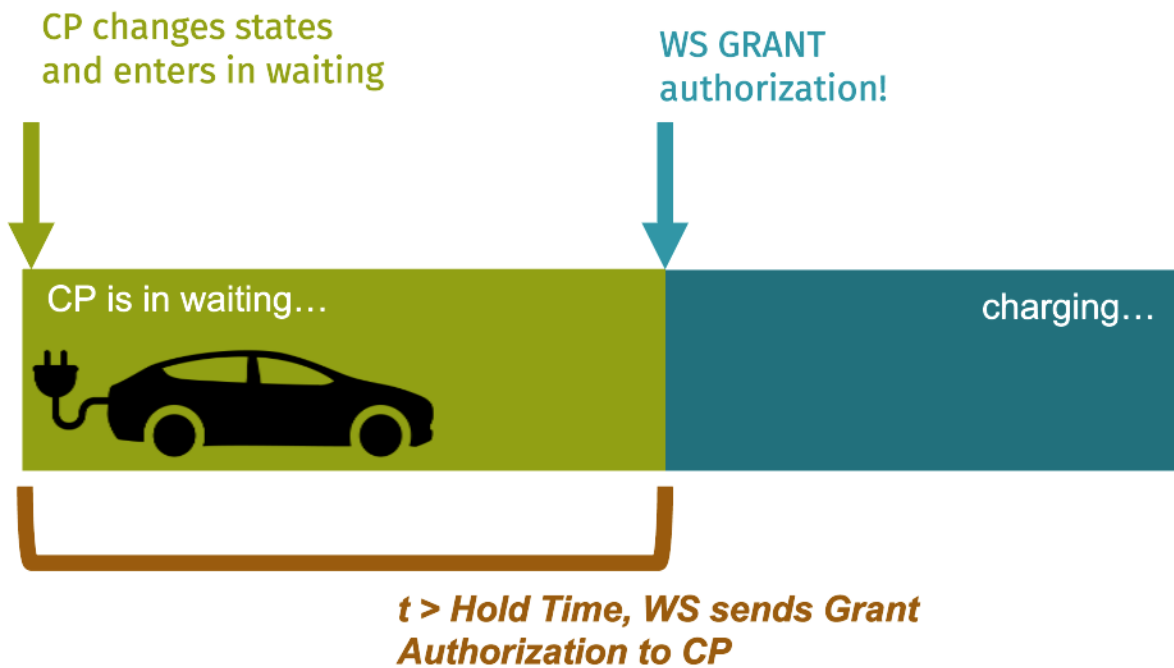 CP changes states
and enters in waiting
WS GRANT
authorization!
CP is in waiting…
charging…
t > Hold Time, WS sends Grant
Authorization to CP